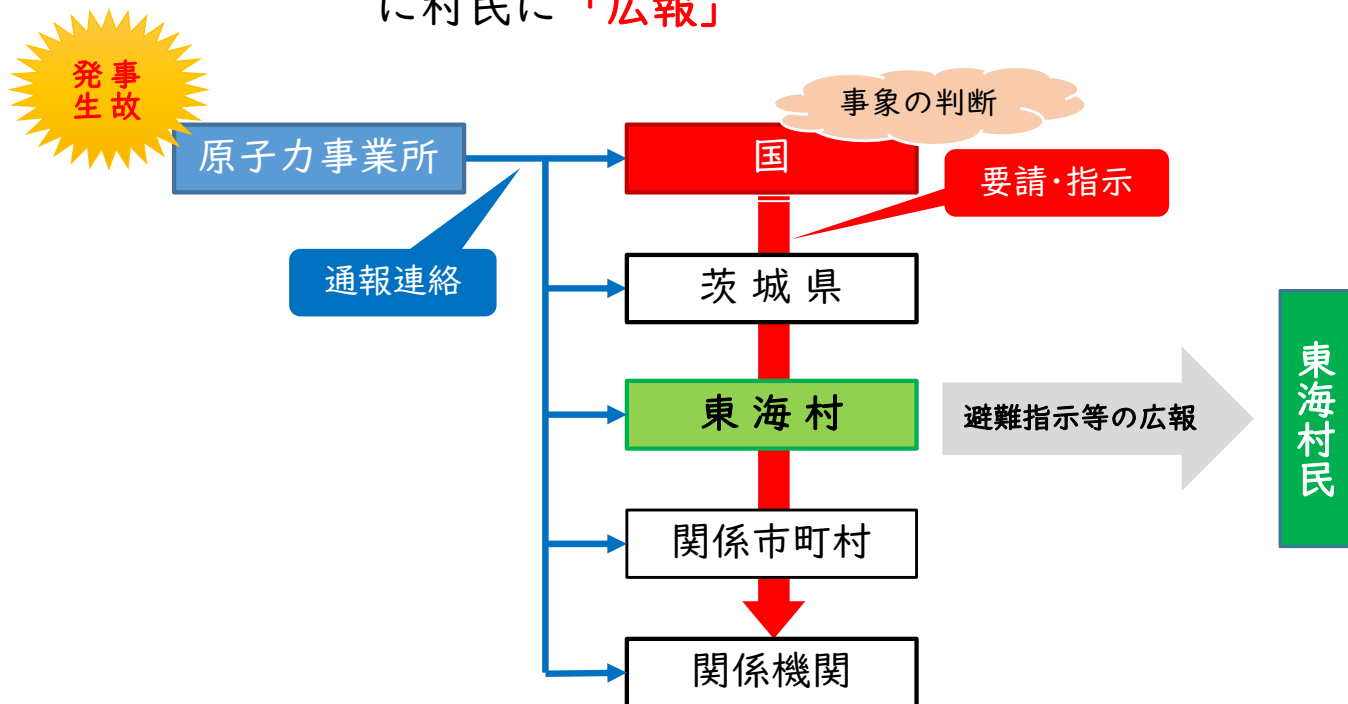 に村民に「広報」
事故
発生
事象の判断
原子力事業所
国
要請・指示
通報連絡
茨城県
東海村
避難指示等の広報
東海村民
関係市町村
関係機関